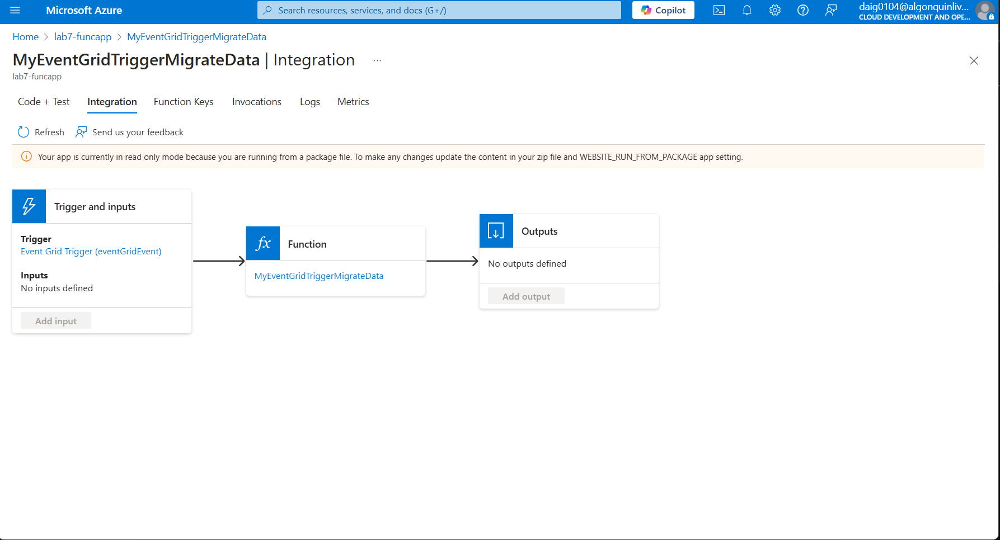 Microsoft Azure
Search resources, services, and docs (G+/)
Copilot
daig0104@algonquinliv...
CLOUD DEVELOPMENT AND OPE...
Home > lab7-funcapp > MyEventGridTriggerMigrateData
MyEventGridTriggerMigrateData | Integration ...
lab7-funcapp
Code + Test Integration Function Keys Invocations Logs Metrics
Refresh Send us your feedback
Your app is currently in read only mode because you are running from a package file. To make any changes update the content in your zip file and WEBSITE_RUN_FROM_PACKAGE app setting.
Trigger and inputs
Trigger
Event Grid Trigger (eventGridEvent)
Inputs
No inputs defined
Add input
fx Function
MyEventGridTriggerMigrateData
Outputs
No outputs defined
Add output